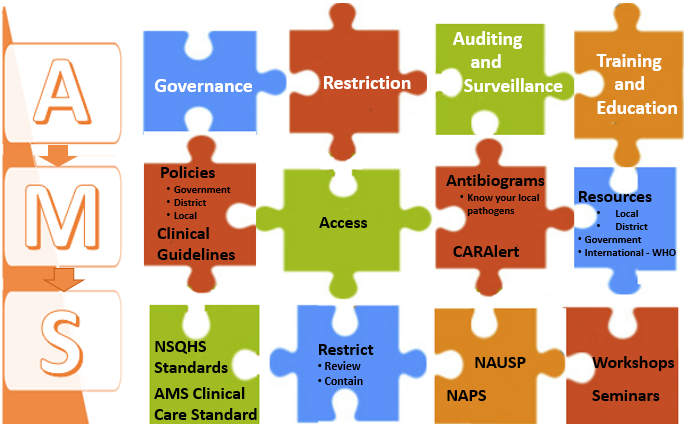 A
Governance
Restriction
Auditing
and
Surveillance
Training
and
Education
M
Policies
• Government
• District
• Local
Clinical
Guidelines
Access
Antibiograms
• Know your local
pathogens
CARAlert
Resources
• Local
• District
• Government
• International - WHO
S
NSQHS
Standards
AMS Clinical
Care Standard
Restrict
• Review
• Contain
NAUSP
NAPS
Workshops
Seminars